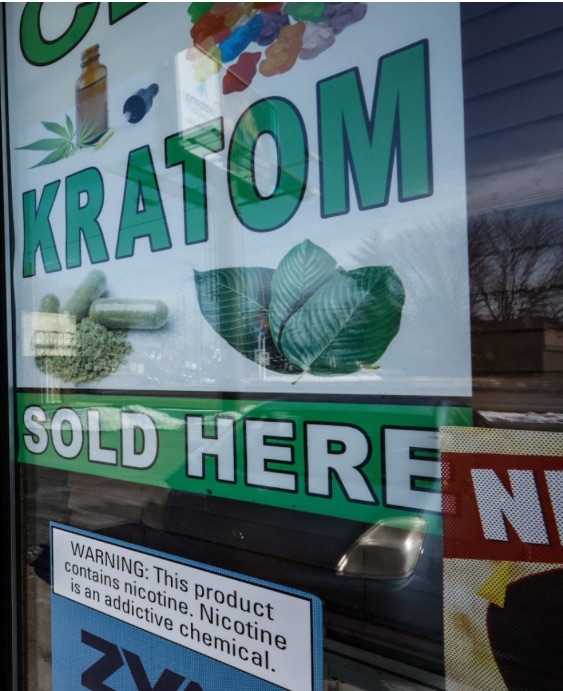 KRATOM
SOLD HERE
WARNING: This product
contains nicotine. Nicotine
is an addictive chemical.